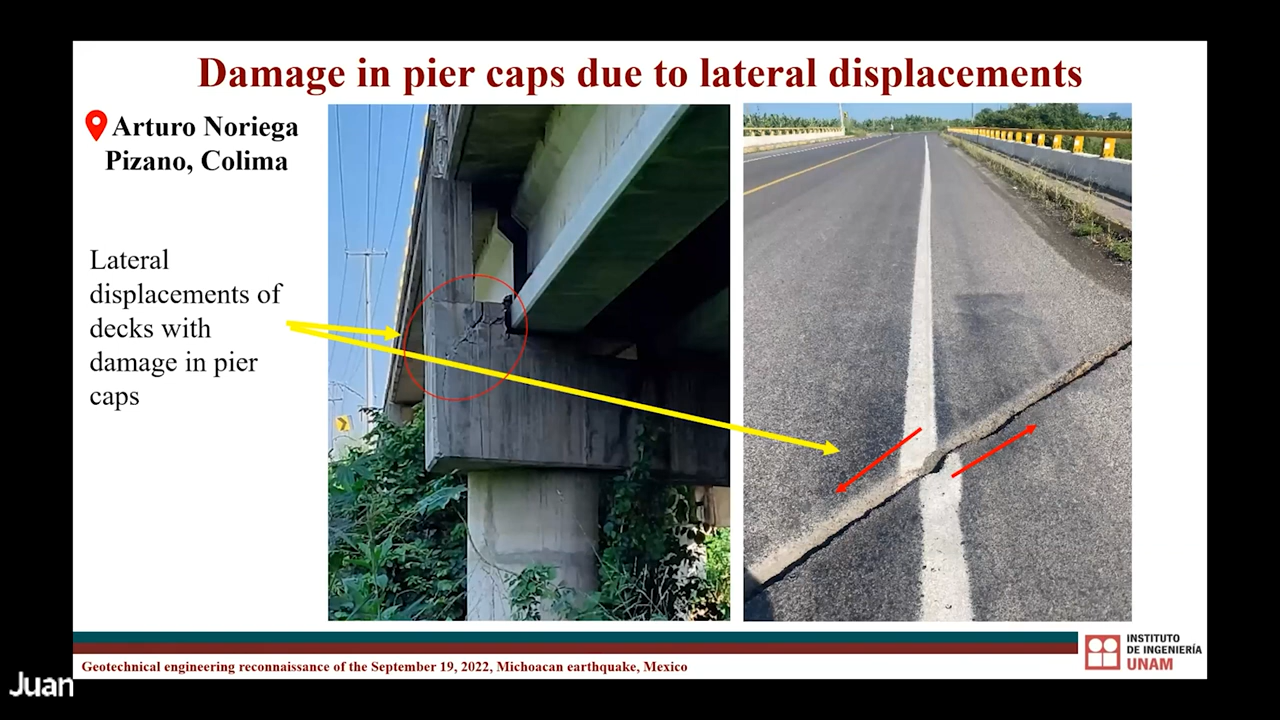 Damage in pier caps due to lateral displacements
Arturo Noriega
Pizano, Colima
Lateral
displacements of
decks with
damage in pier
caps
Geotechnical engineering reconnaissance of the September 19, 2022, Michoacan earthquake, Mexico
INSTITUTO
DE INGENIERÍA
UNAM
Juan